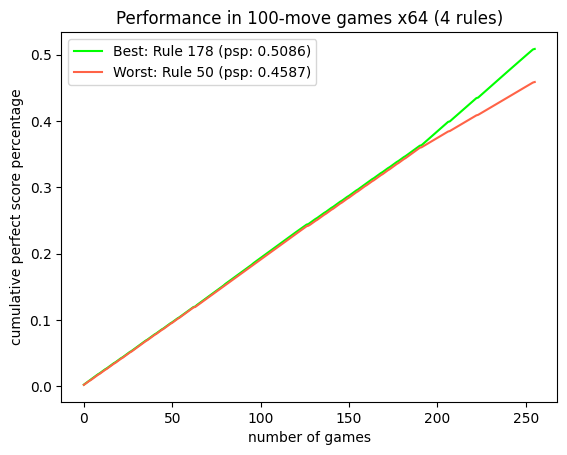 Performance in 100-move games x64 (4 rules)
Best: Rule 178 (psp: 0.5086)
Worst: Rule 50 (psp: 0.4587)
cumulative perfect score percentage
0.5
0.4
0.3
0.2
0.1
0.0
0 50 100 150 200 250
number of games